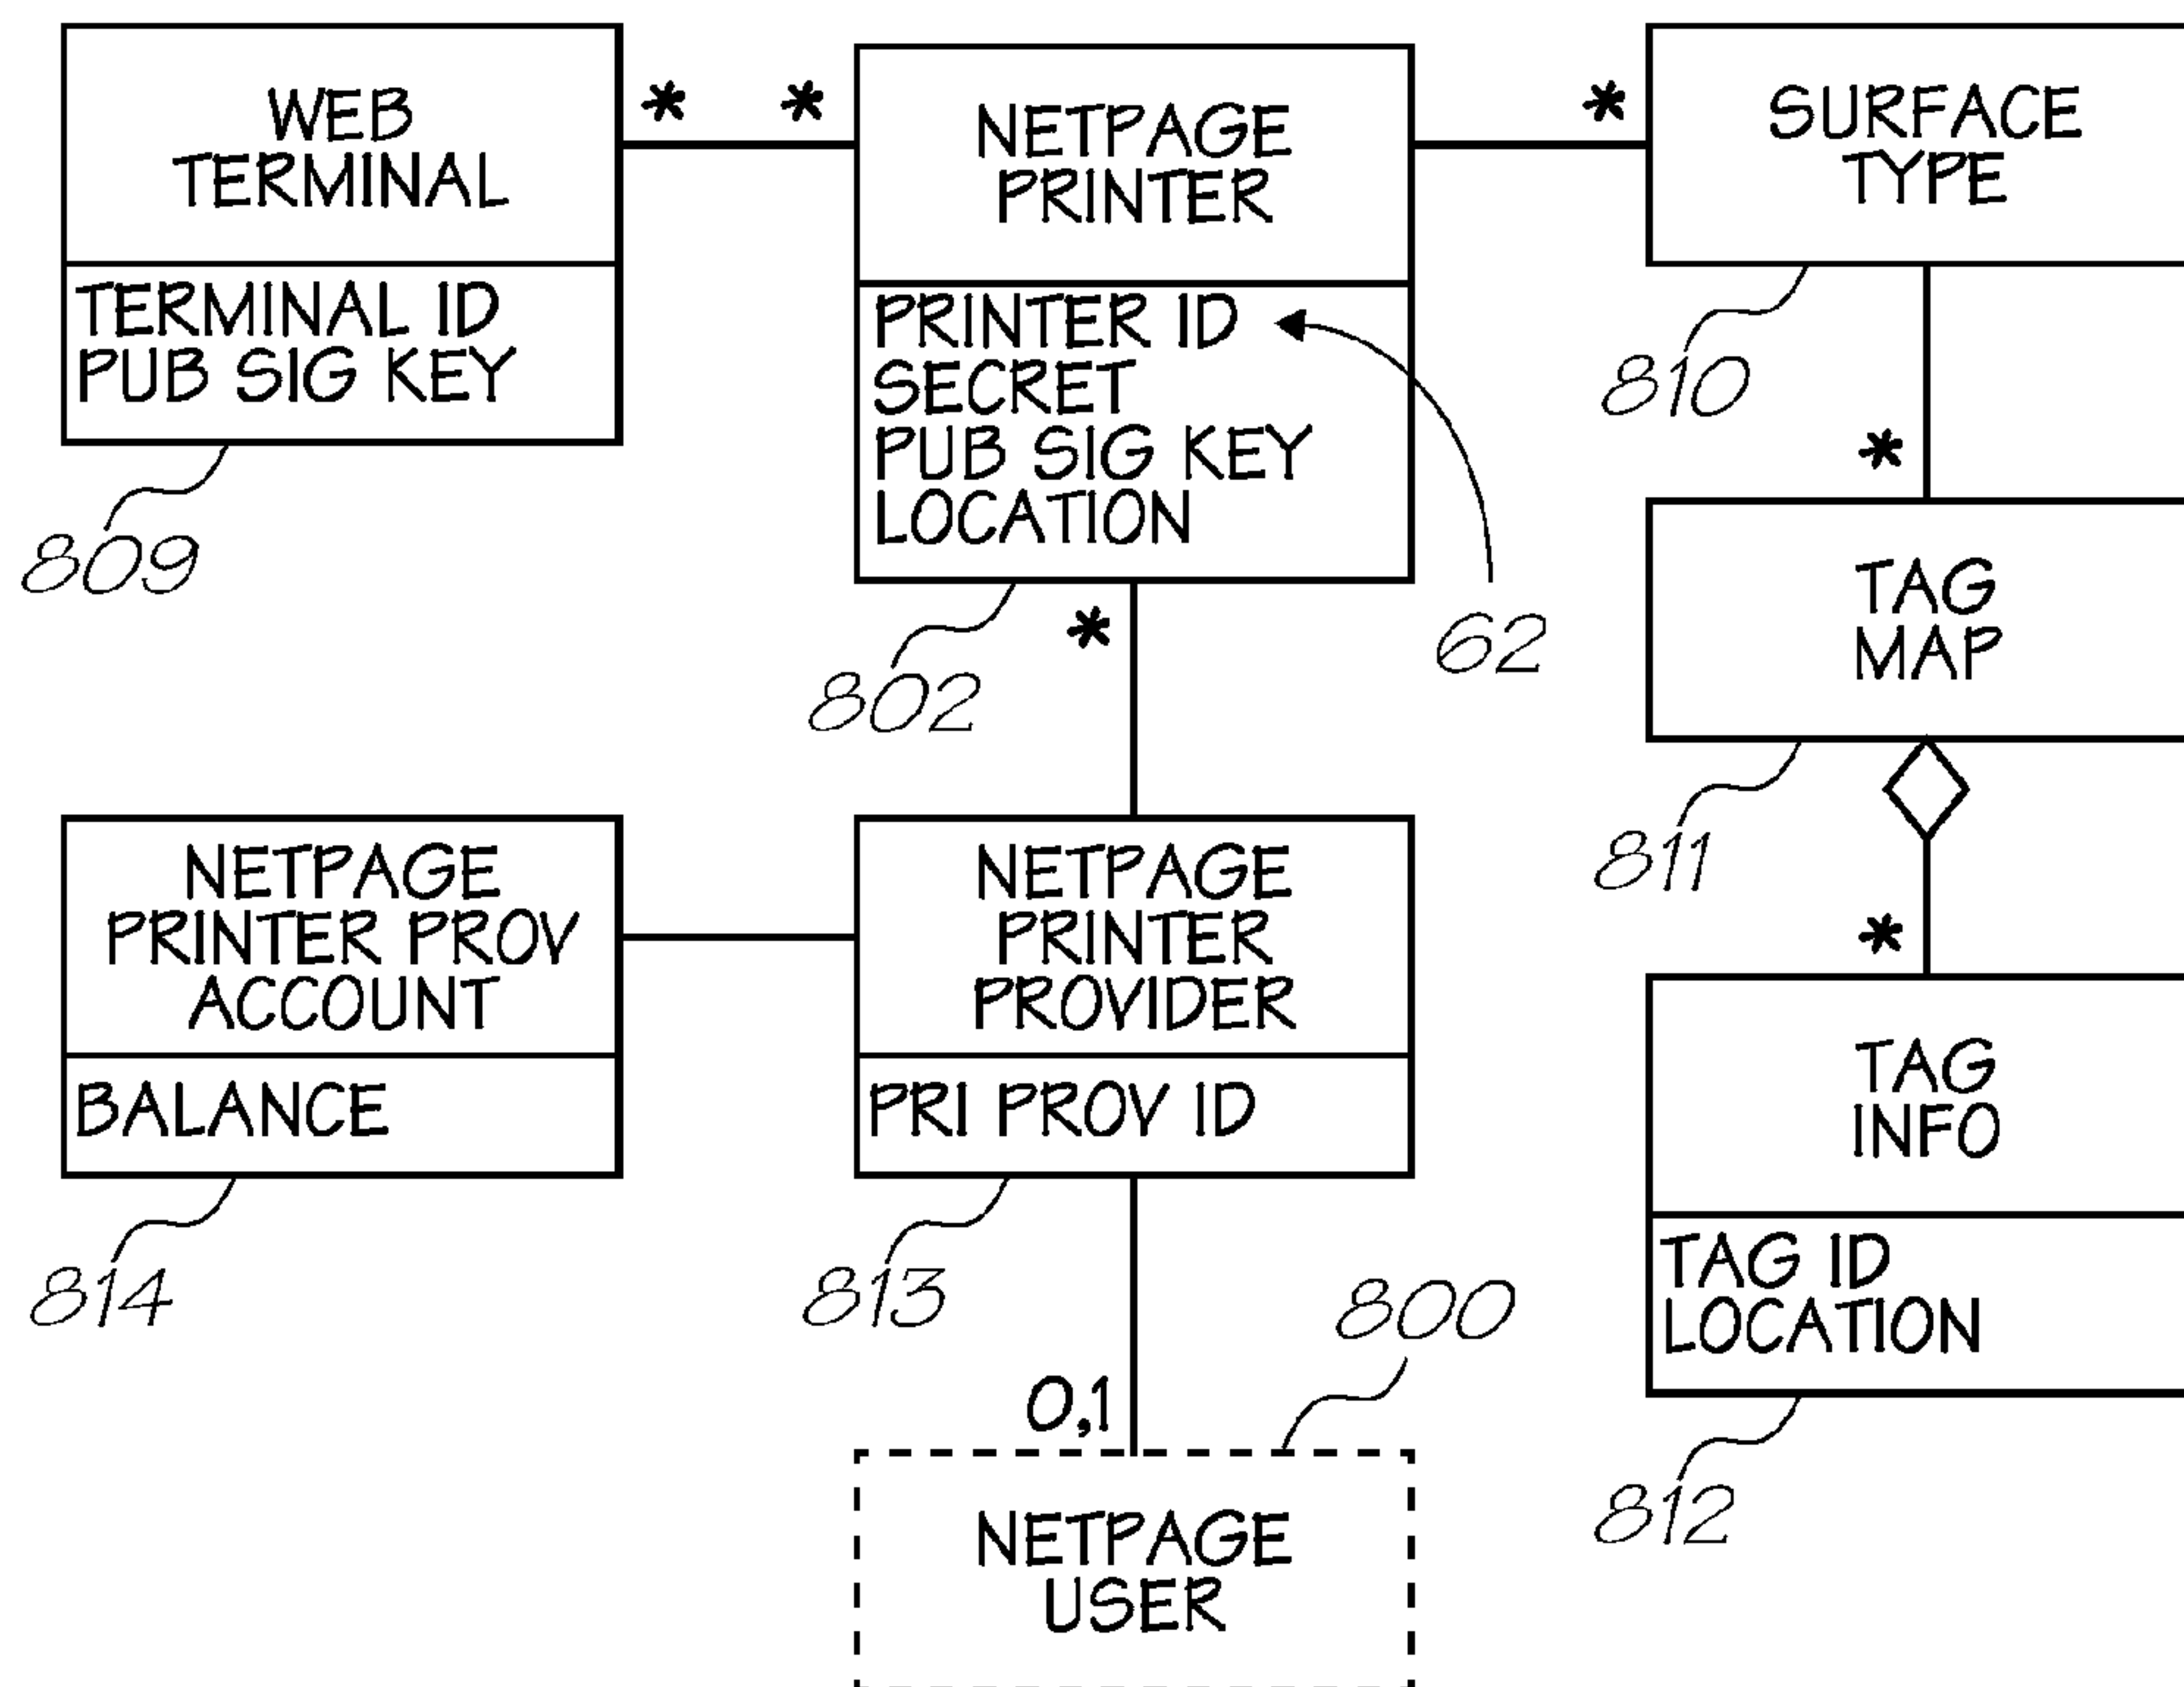 WEB
TERMINAL
TERMINAL ID
PUB SIG KEY
809
*
*
NETPAGE
PRINTER
PRINTER ID
SECRET
PUB SIG KEY
LOCATION
802
62
*
*
SURFACE
TYPE
810
*
TAG
MAP
811
*
TAG
INFO
TAG ID
LOCATION
812
NETPAGE
PRINTER PROV
ACCOUNT
BALANCE
814
NETPAGE
PRINTER
PROVIDER
PRI PROV ID
813
800
0,1
NETPAGE
USER